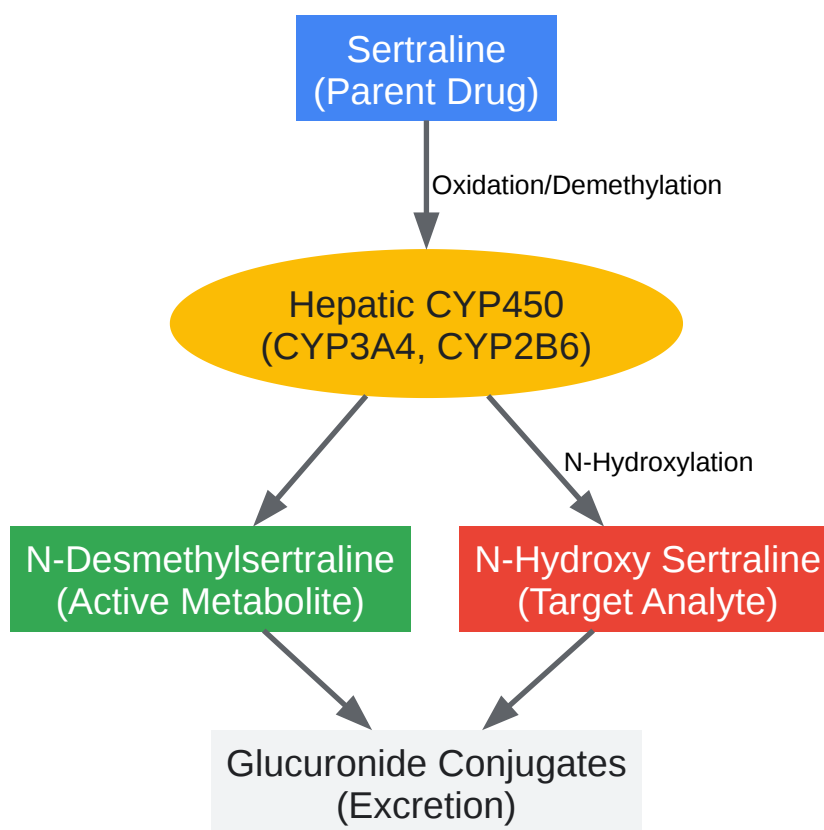 Sertraline
(Parent Drug)
Oxidation/Demethylation
Hepatic CYP450
(CYP3A4, CYP2B6)
N-Hydroxylation
N-Desmethylsertraline
(Active Metabolite)
N-Hydroxy Sertraline
(Target Analyte)
Glucuronide Conjugates
(Excretion)